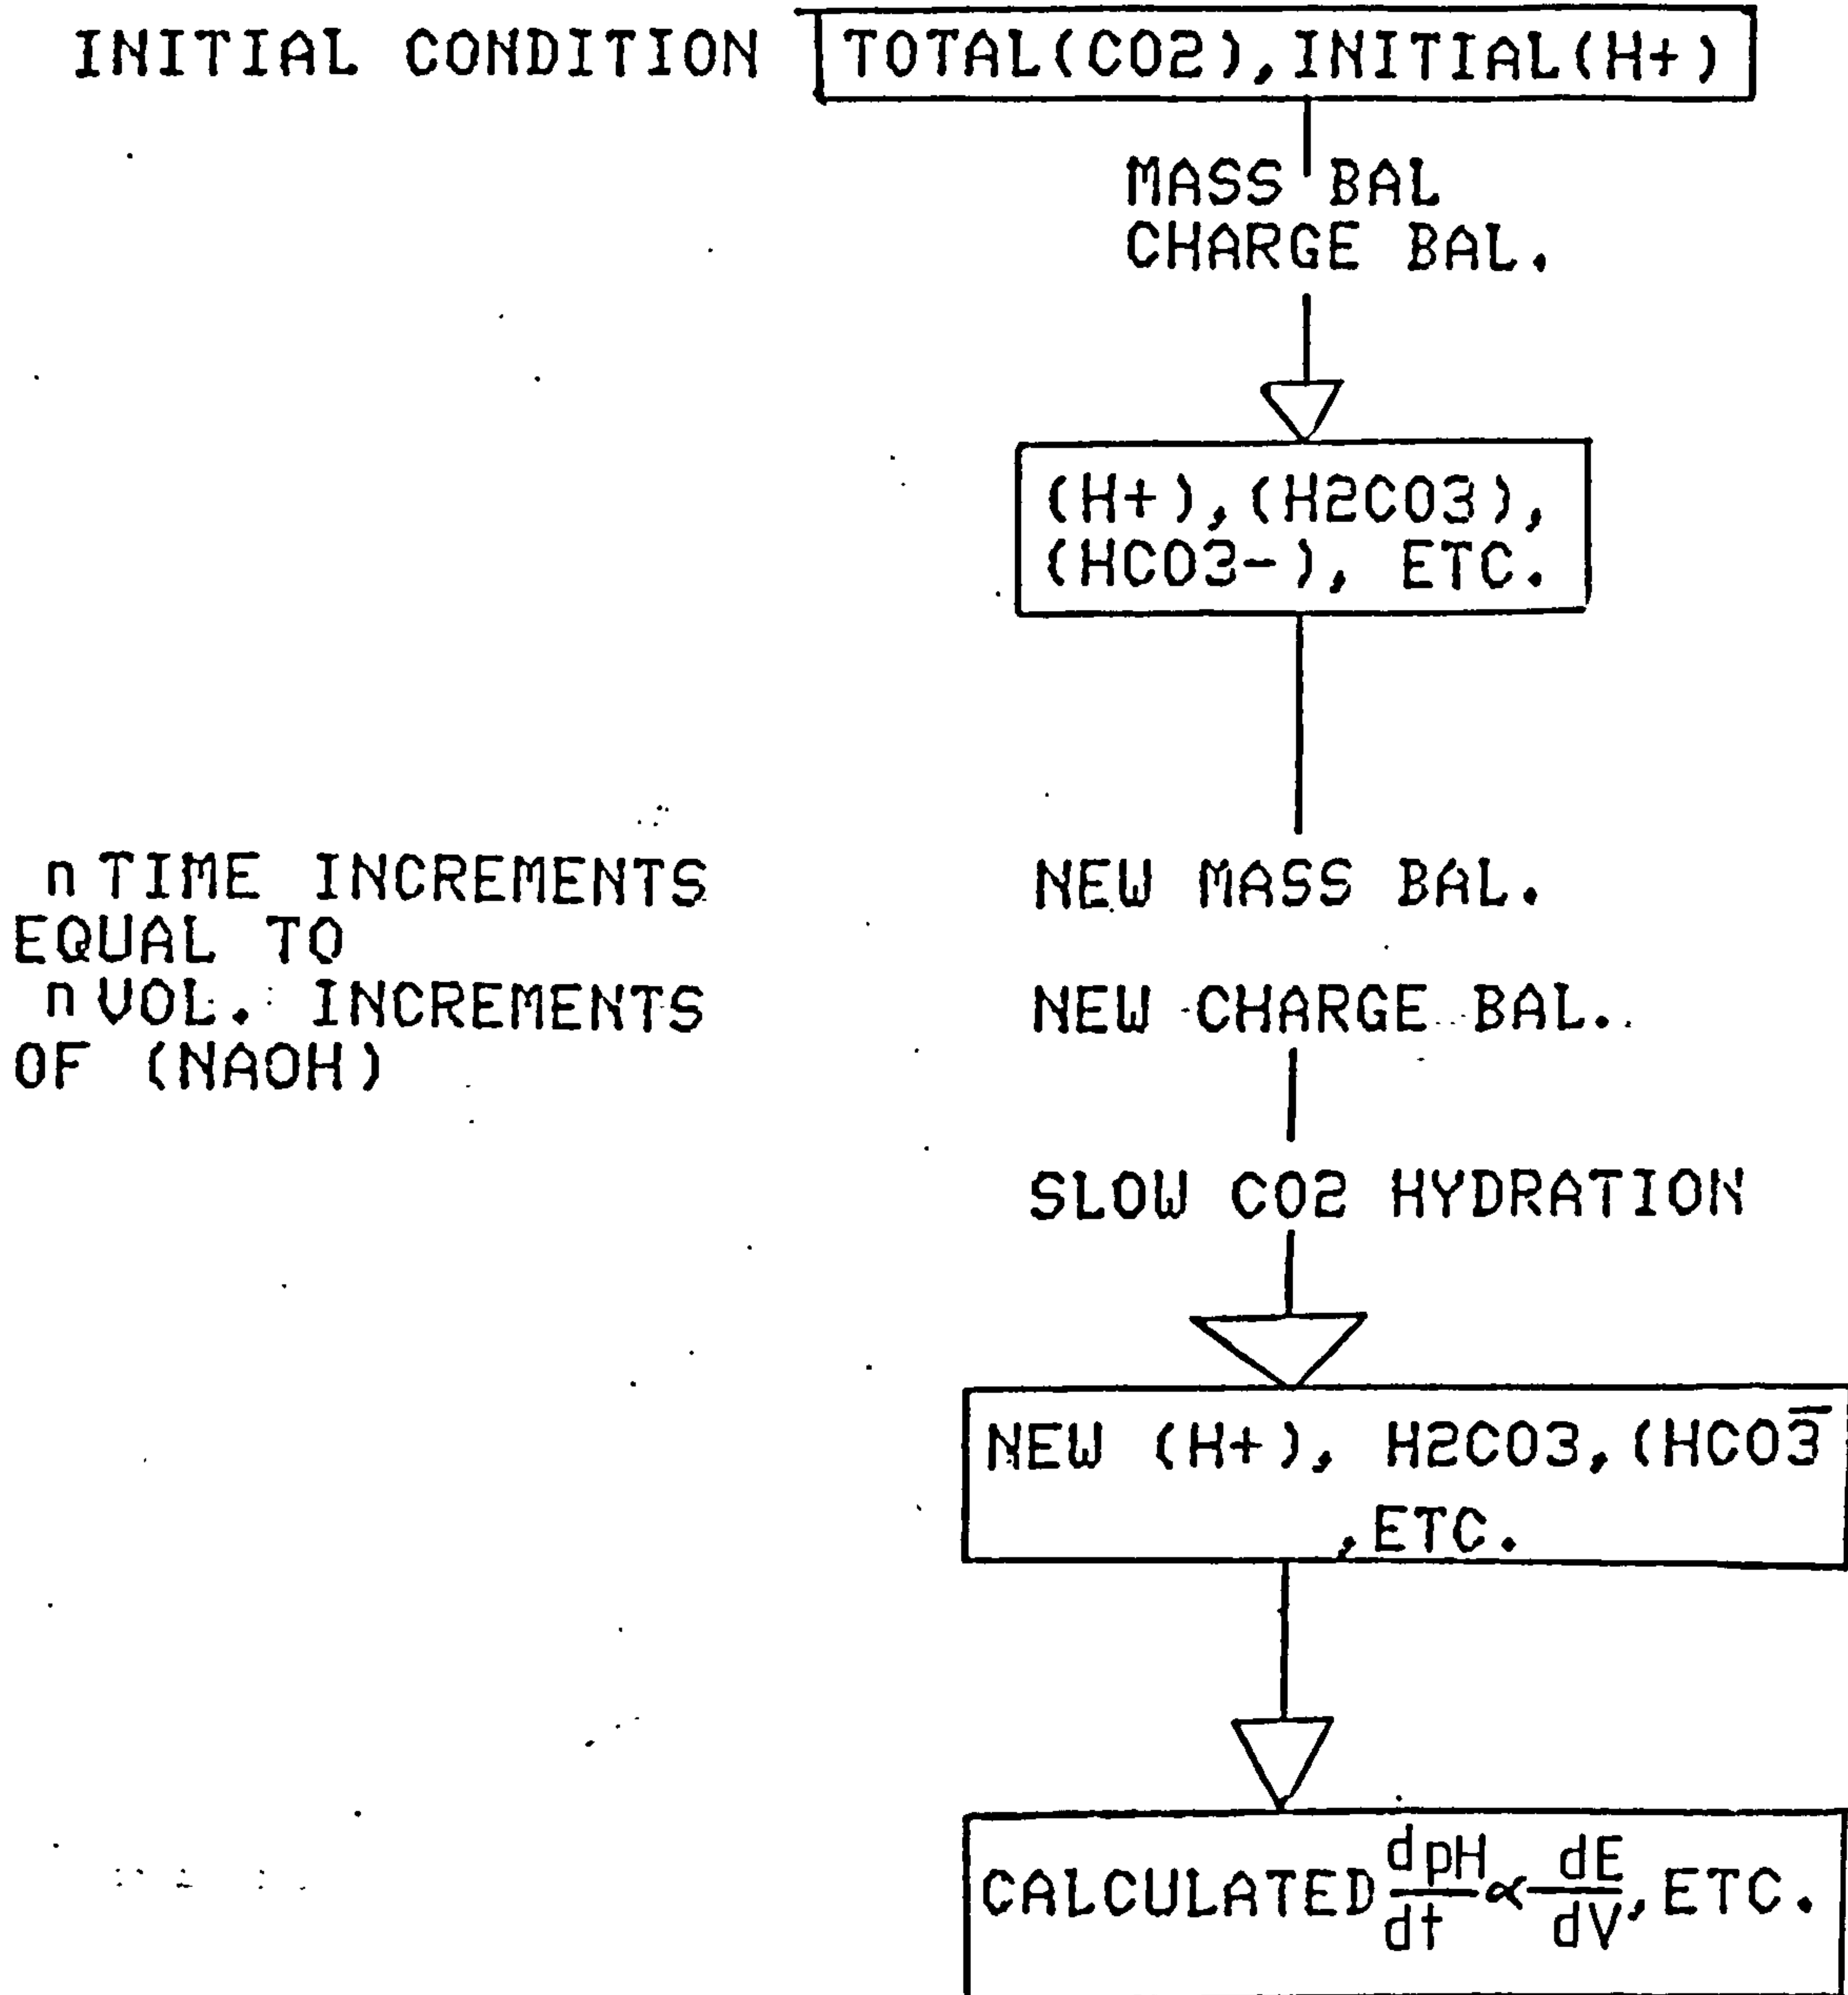 INITIAL CONDITION TOTAL(CO2), INITIAL(H+)
MASS BAL
CHARGE BAL.
(H+), (H2CO3),
(HCO3-), ETC.
n TIME INCREMENTS
EQUAL TO
n VOL. INCREMENTS
OF (NAOH)
NEW MASS BAL.
NEW CHARGE BAL.
SLOW CO2 HYDRATION
NEW (H+), H2CO3, (HCO3̅
, ETC.
CALCULATED dpH/dt ∝ dE/dV, ETC.